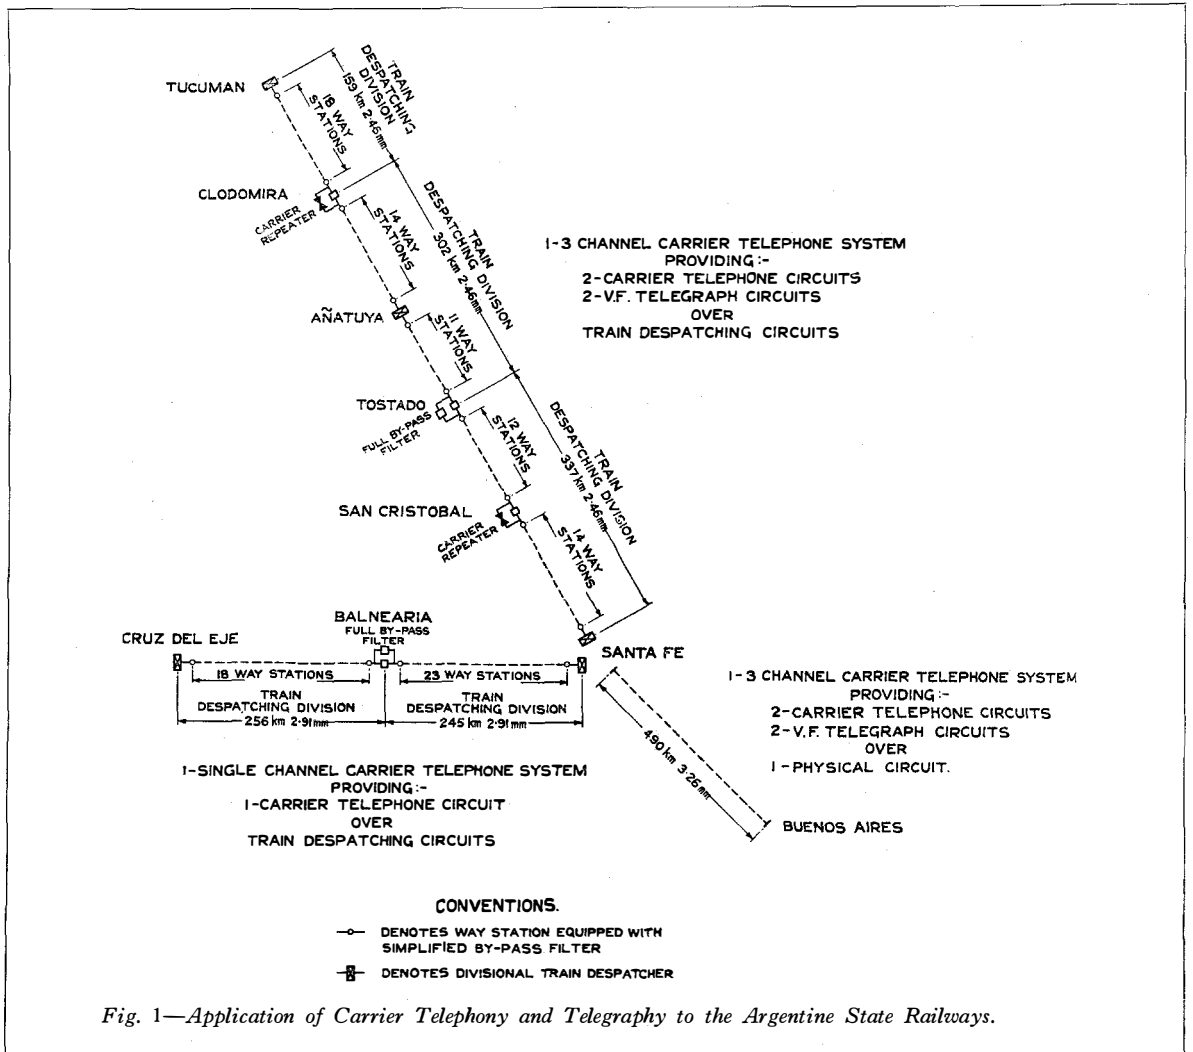 TUCUMAN
18 WAY
STATIONS
TRAIN
DESPATCHING
DIVISION
159 km 2·46mm
CLODOMIRA
CARRIER
REPEATER
14 WAY
STATIONS
TRAIN
DESPATCHING DIVISION
302 km 2·46mm
AÑATUYA
11 WAY
STATIONS
TOSTADO
FULL BY-PASS
FILTER
12 WAY
STATIONS
TRAIN
DESPATCHING DIVISION
337km 2·46mm
SAN CRISTOBAL
CARRIER
REPEATER
14 WAY
STATIONS
1-3 CHANNEL CARRIER TELEPHONE SYSTEM
PROVIDING:-
2-CARRIER TELEPHONE CIRCUITS
2-V.F. TELEGRAPH CIRCUITS
OVER
TRAIN DESPATCHING CIRCUITS
CRUZ DEL EJE
BALNEARIA
FULL BY-PASS
FILTER
SANTA FE
18 WAY STATIONS
23 WAY STATIONS
TRAIN
DESPATCHING DIVISION
256 km 2·91mm
TRAIN
DESPATCHING DIVISION
245 km 2·91mm
1-SINGLE CHANNEL CARRIER TELEPHONE SYSTEM
PROVIDING:-
1-CARRIER TELEPHONE CIRCUIT
OVER
TRAIN DESPATCHING CIRCUITS
1-3 CHANNEL CARRIER TELEPHONE SYSTEM
PROVIDING:-
2-CARRIER TELEPHONE CIRCUITS
2-V.F. TELEGRAPH CIRCUITS
OVER
1-PHYSICAL CIRCUIT.
490 km 3·26mm
BUENOS AIRES
CONVENTIONS.
DENOTES WAY STATION EQUIPPED WITH
SIMPLIFIED BY-PASS FILTER
DENOTES DIVISIONAL TRAIN DESPATCHER
Fig. 1—Application of Carrier Telephony and Telegraphy to the Argentine State Railways.